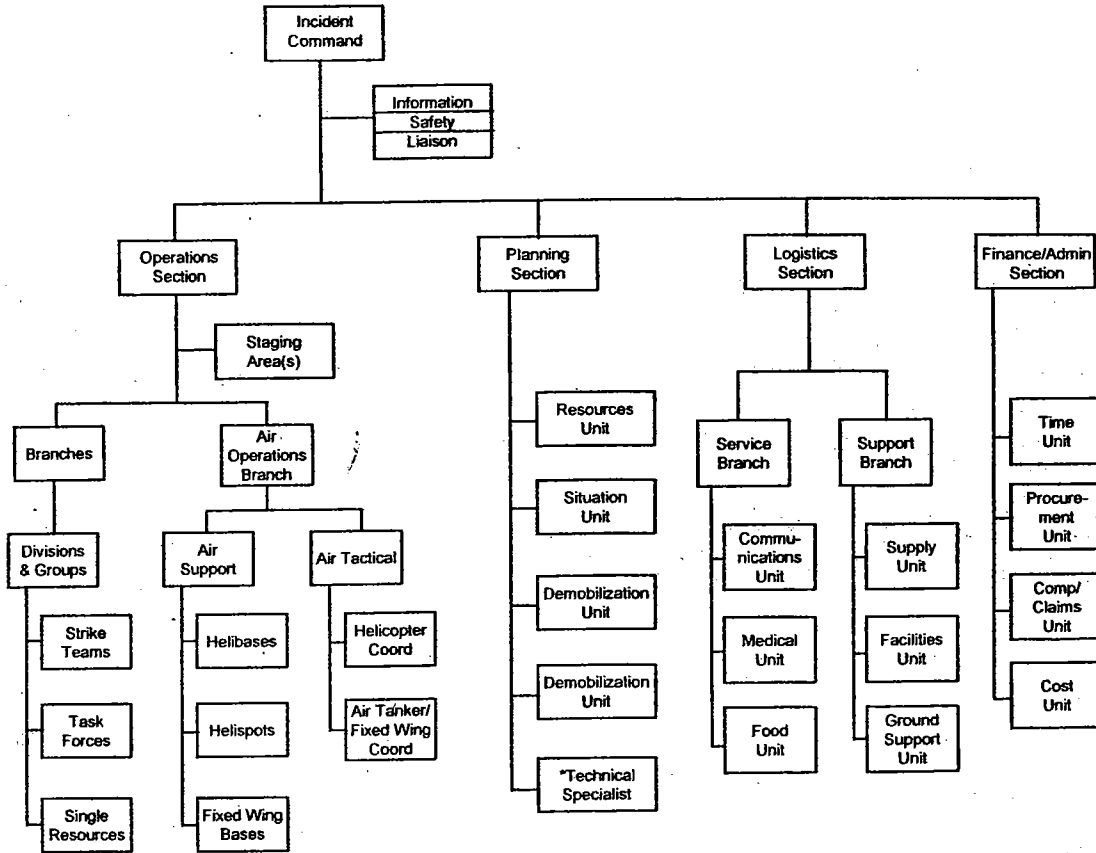 Incident
Command
Information
Safety
Liaison
Operations
Section
Planning
Section
Logistics
Section
Finance/Admin
Section
Staging
Area(s)
Branches
Air
Operations
Branch
Divisions
& Groups
Air
Support
Air Tactical
Strike
Teams
Task
Forces
Single
Resources
Helibases
Helispots
Fixed Wing
Bases
Helicopter
Coord
Air Tanker/
Fixed Wing
Coord
Resources
Unit
Situation
Unit
Demobilization
Unit
Demobilization
Unit
*Technical
Specialist
Service
Branch
Support
Branch
Commu-
nications
Unit
Medical
Unit
Food
Unit
Supply
Unit
Facilities
Unit
Ground
Support
Unit
Time
Unit
Procure-
ment
Unit
Comp/
Claims
Unit
Cost
Unit